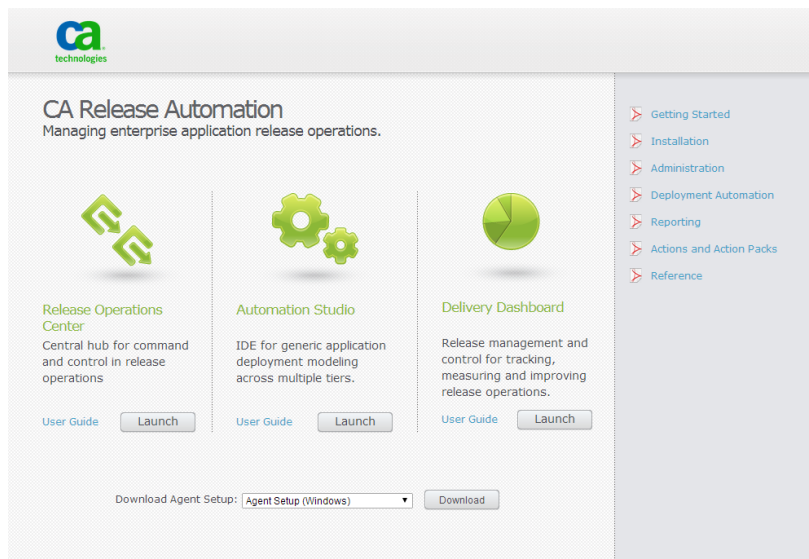 ca
technologies
CA Release Automation
Managing enterprise application release operations.
Release Operations
Center
Central hub for command
and control in release
operations
User Guide
Launch
Automation Studio
IDE for generic application
deployment modeling
across multiple tiers.
User Guide
Launch
Delivery Dashboard
Release management and
control for tracking,
measuring and improving
release operations.
User Guide
Launch
Download Agent Setup: Agent Setup (Windows) Download
Getting Started
Installation
Administration
Deployment Automation
Reporting
Actions and Action Packs
Reference